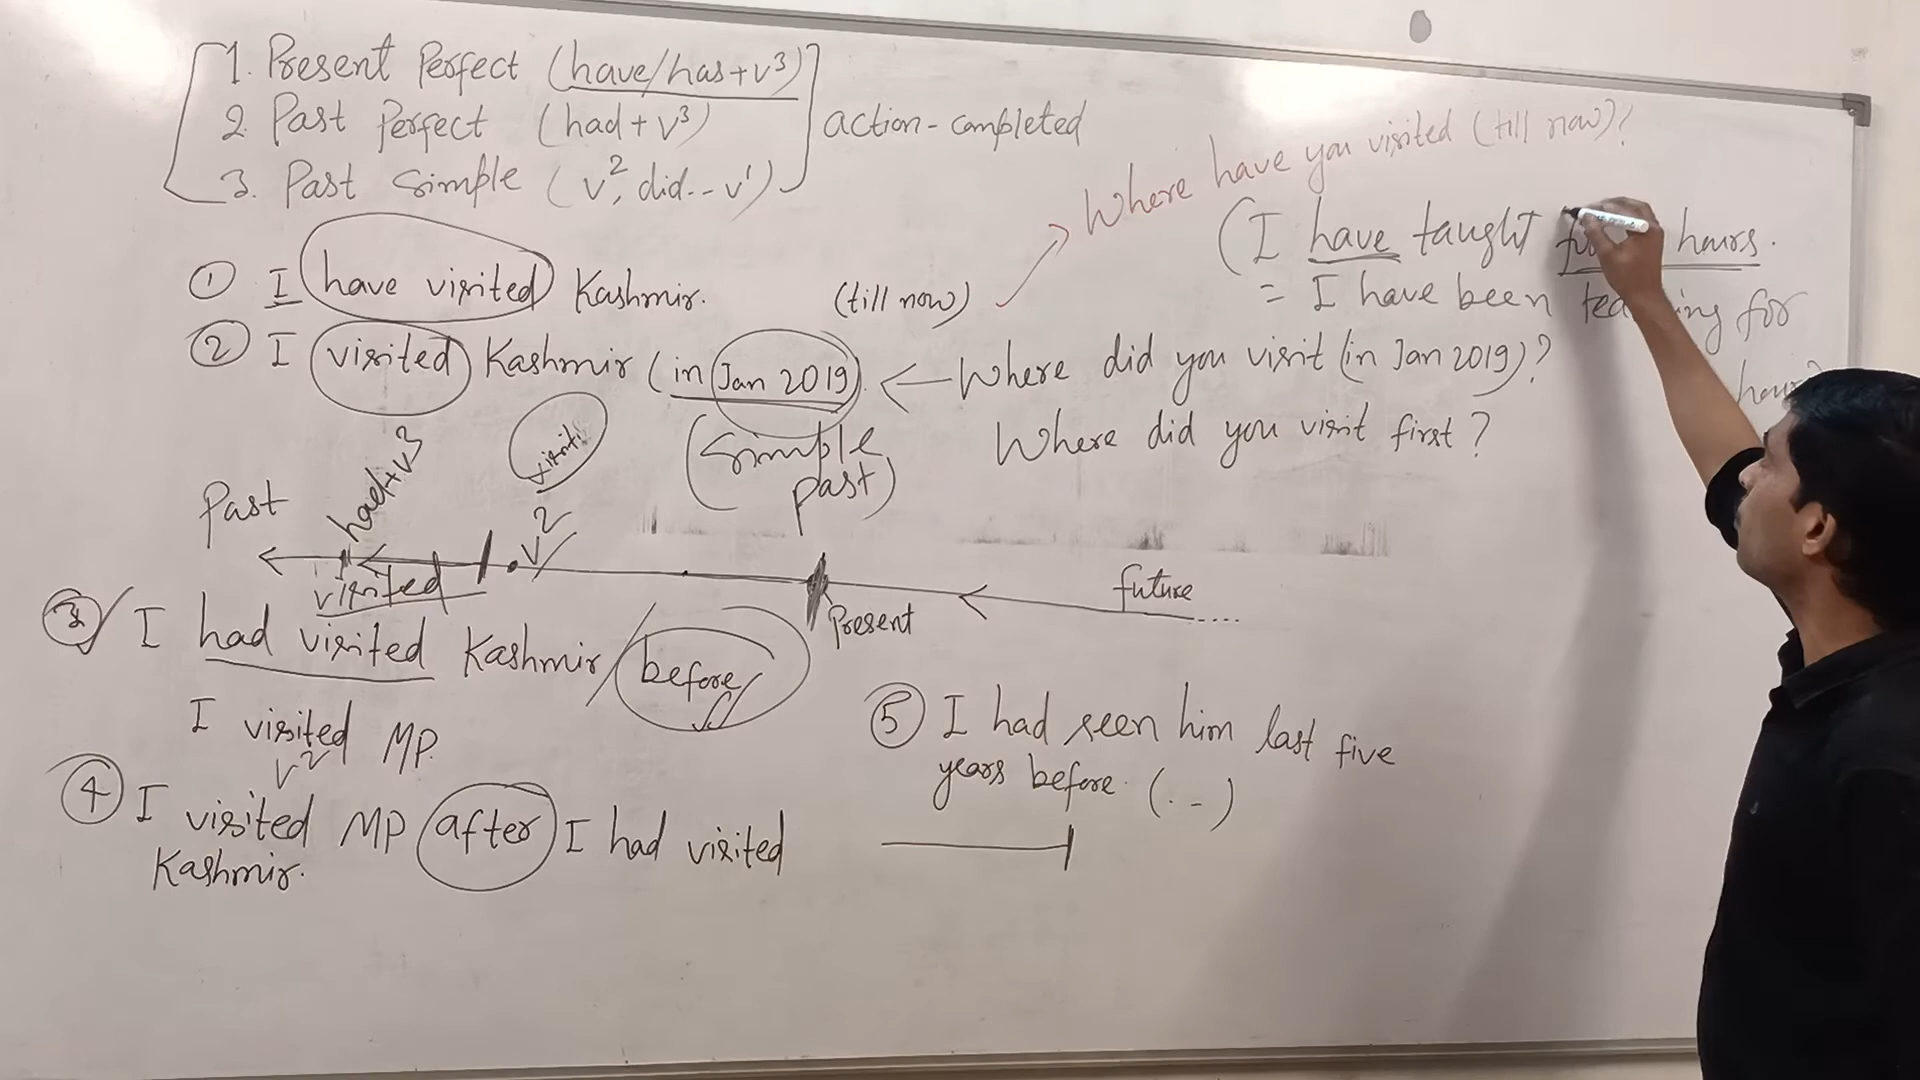 1. Present Perfect (have/has+v³)
2. Past Perfect (had+v³)
3. Past Simple (v², did.. v¹)
action-completed
① I have visited Kashmir. (till now)
Where have you visited (till now)?
② I visited Kashmir (in Jan 2019).
Where did you visit (in Jan 2019)?
Where did you visit first?
(Simple
past)
(I have taught hours.
= I have been for
hours
Past
had+v³
v²
visited
Present
future
I had visited Kashmir / before
I visited MP.
v²
④ I visited MP after I had visited
Kashmir.
⑤ I had seen him last five
years before. (..)